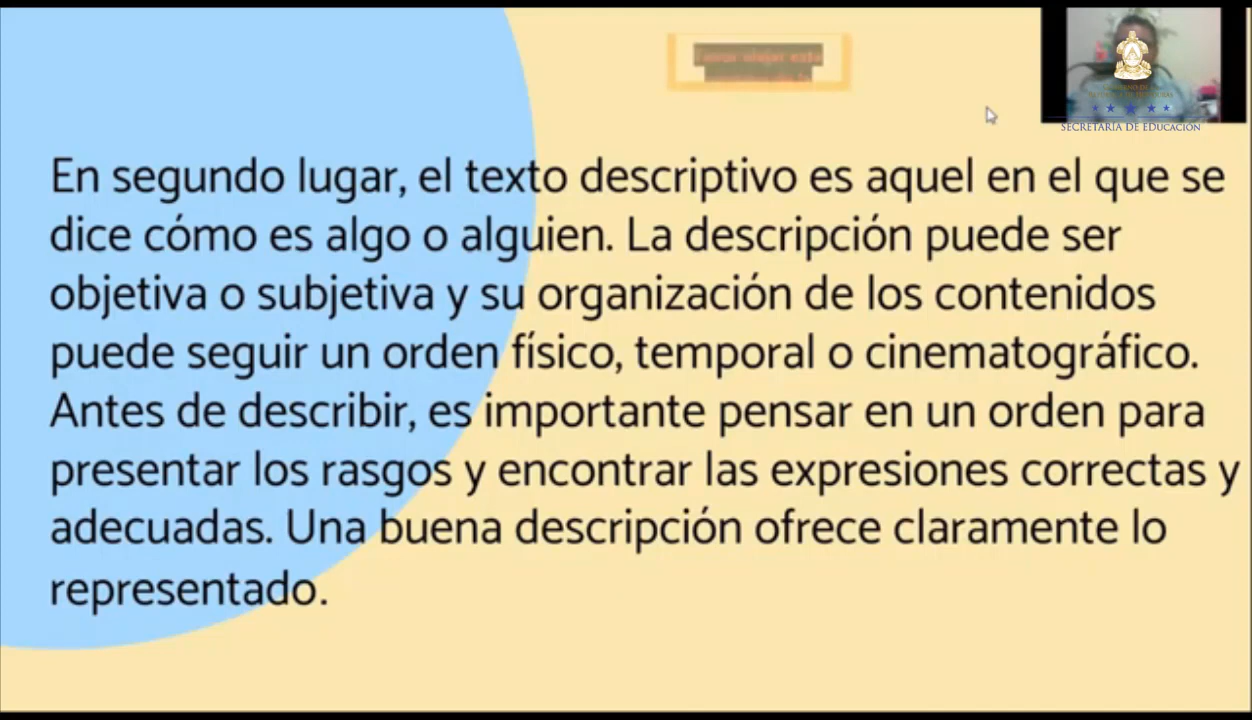 SECRETARÍA DE EDUCACIÓN
En segundo lugar, el texto descriptivo es aquel en el que se
dice cómo es algo o alguien. La descripción puede ser
objetiva o subjetiva y su organización de los contenidos
puede seguir un orden físico, temporal o cinematográfico.
Antes de describir, es importante pensar en un orden para
presentar los rasgos y encontrar las expresiones correctas y
adecuadas. Una buena descripción ofrece claramente lo
representado.